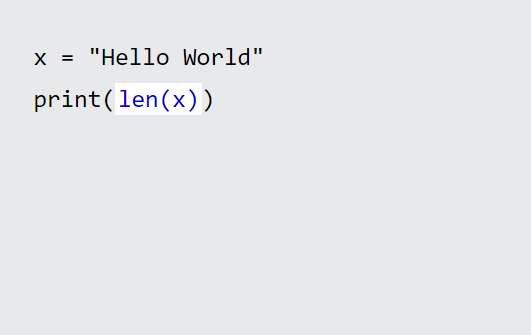 x = "Hello World"
print(len(x))